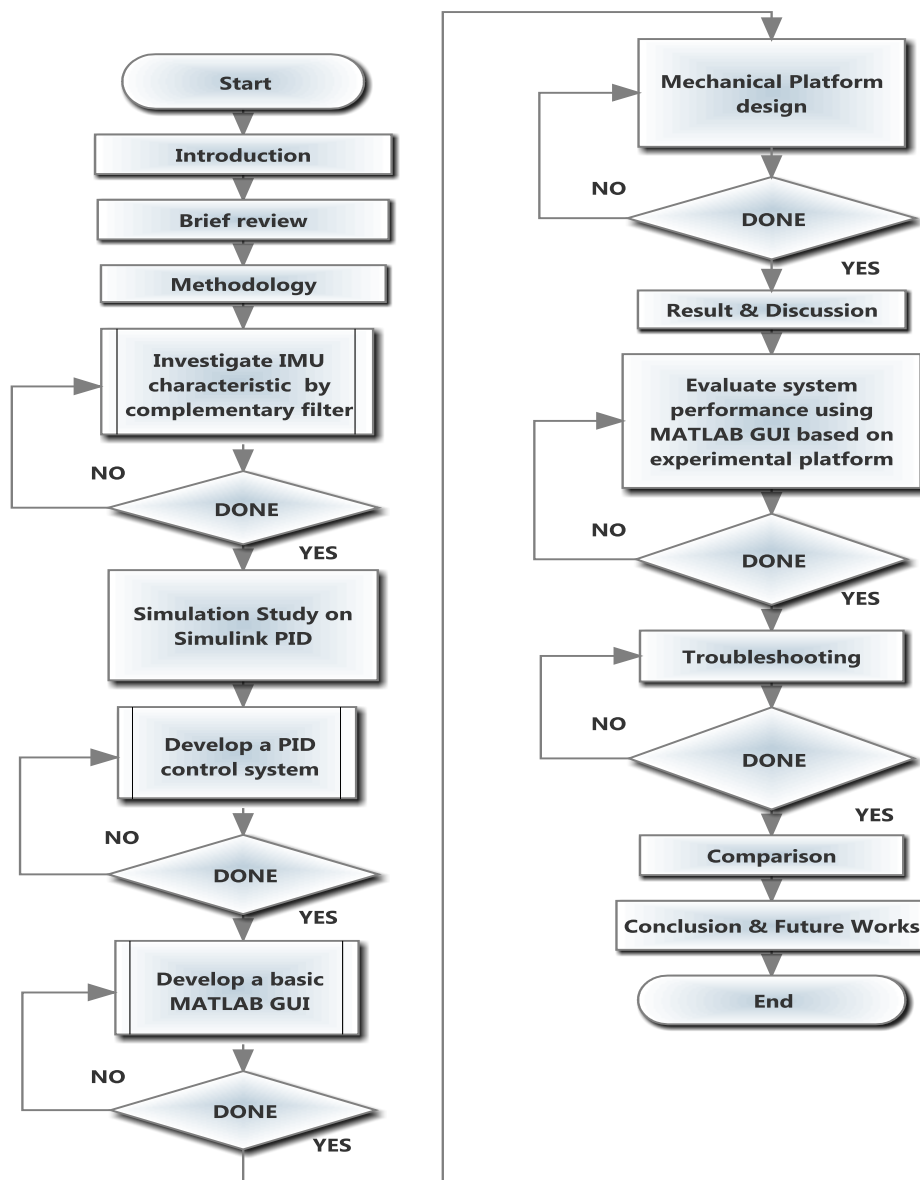 Start
Introduction
Brief review
Methodology
Investigate IMU
characteristic by
complementary filter
NO
DONE
YES
Simulation Study on
Simulink PID
Develop a PID
control system
NO
DONE
YES
Develop a basic
MATLAB GUI
NO
DONE
YES
Mechanical Platform
design
NO
DONE
YES
Result & Discussion
Evaluate system
performance using
MATLAB GUI based on
experimental platform
NO
DONE
YES
Troubleshooting
NO
DONE
YES
Comparison
Conclusion & Future Works
End